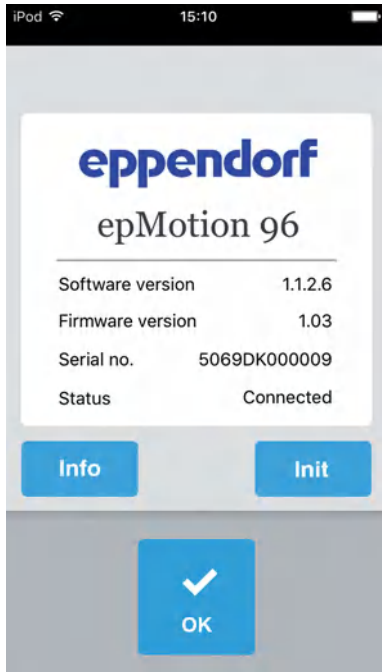 iPod 15:10
eppendorf
epMotion 96
Software version 1.1.2.6
Firmware version 1.03
Serial no. 5069DK000009
Status Connected
Info Init
OK